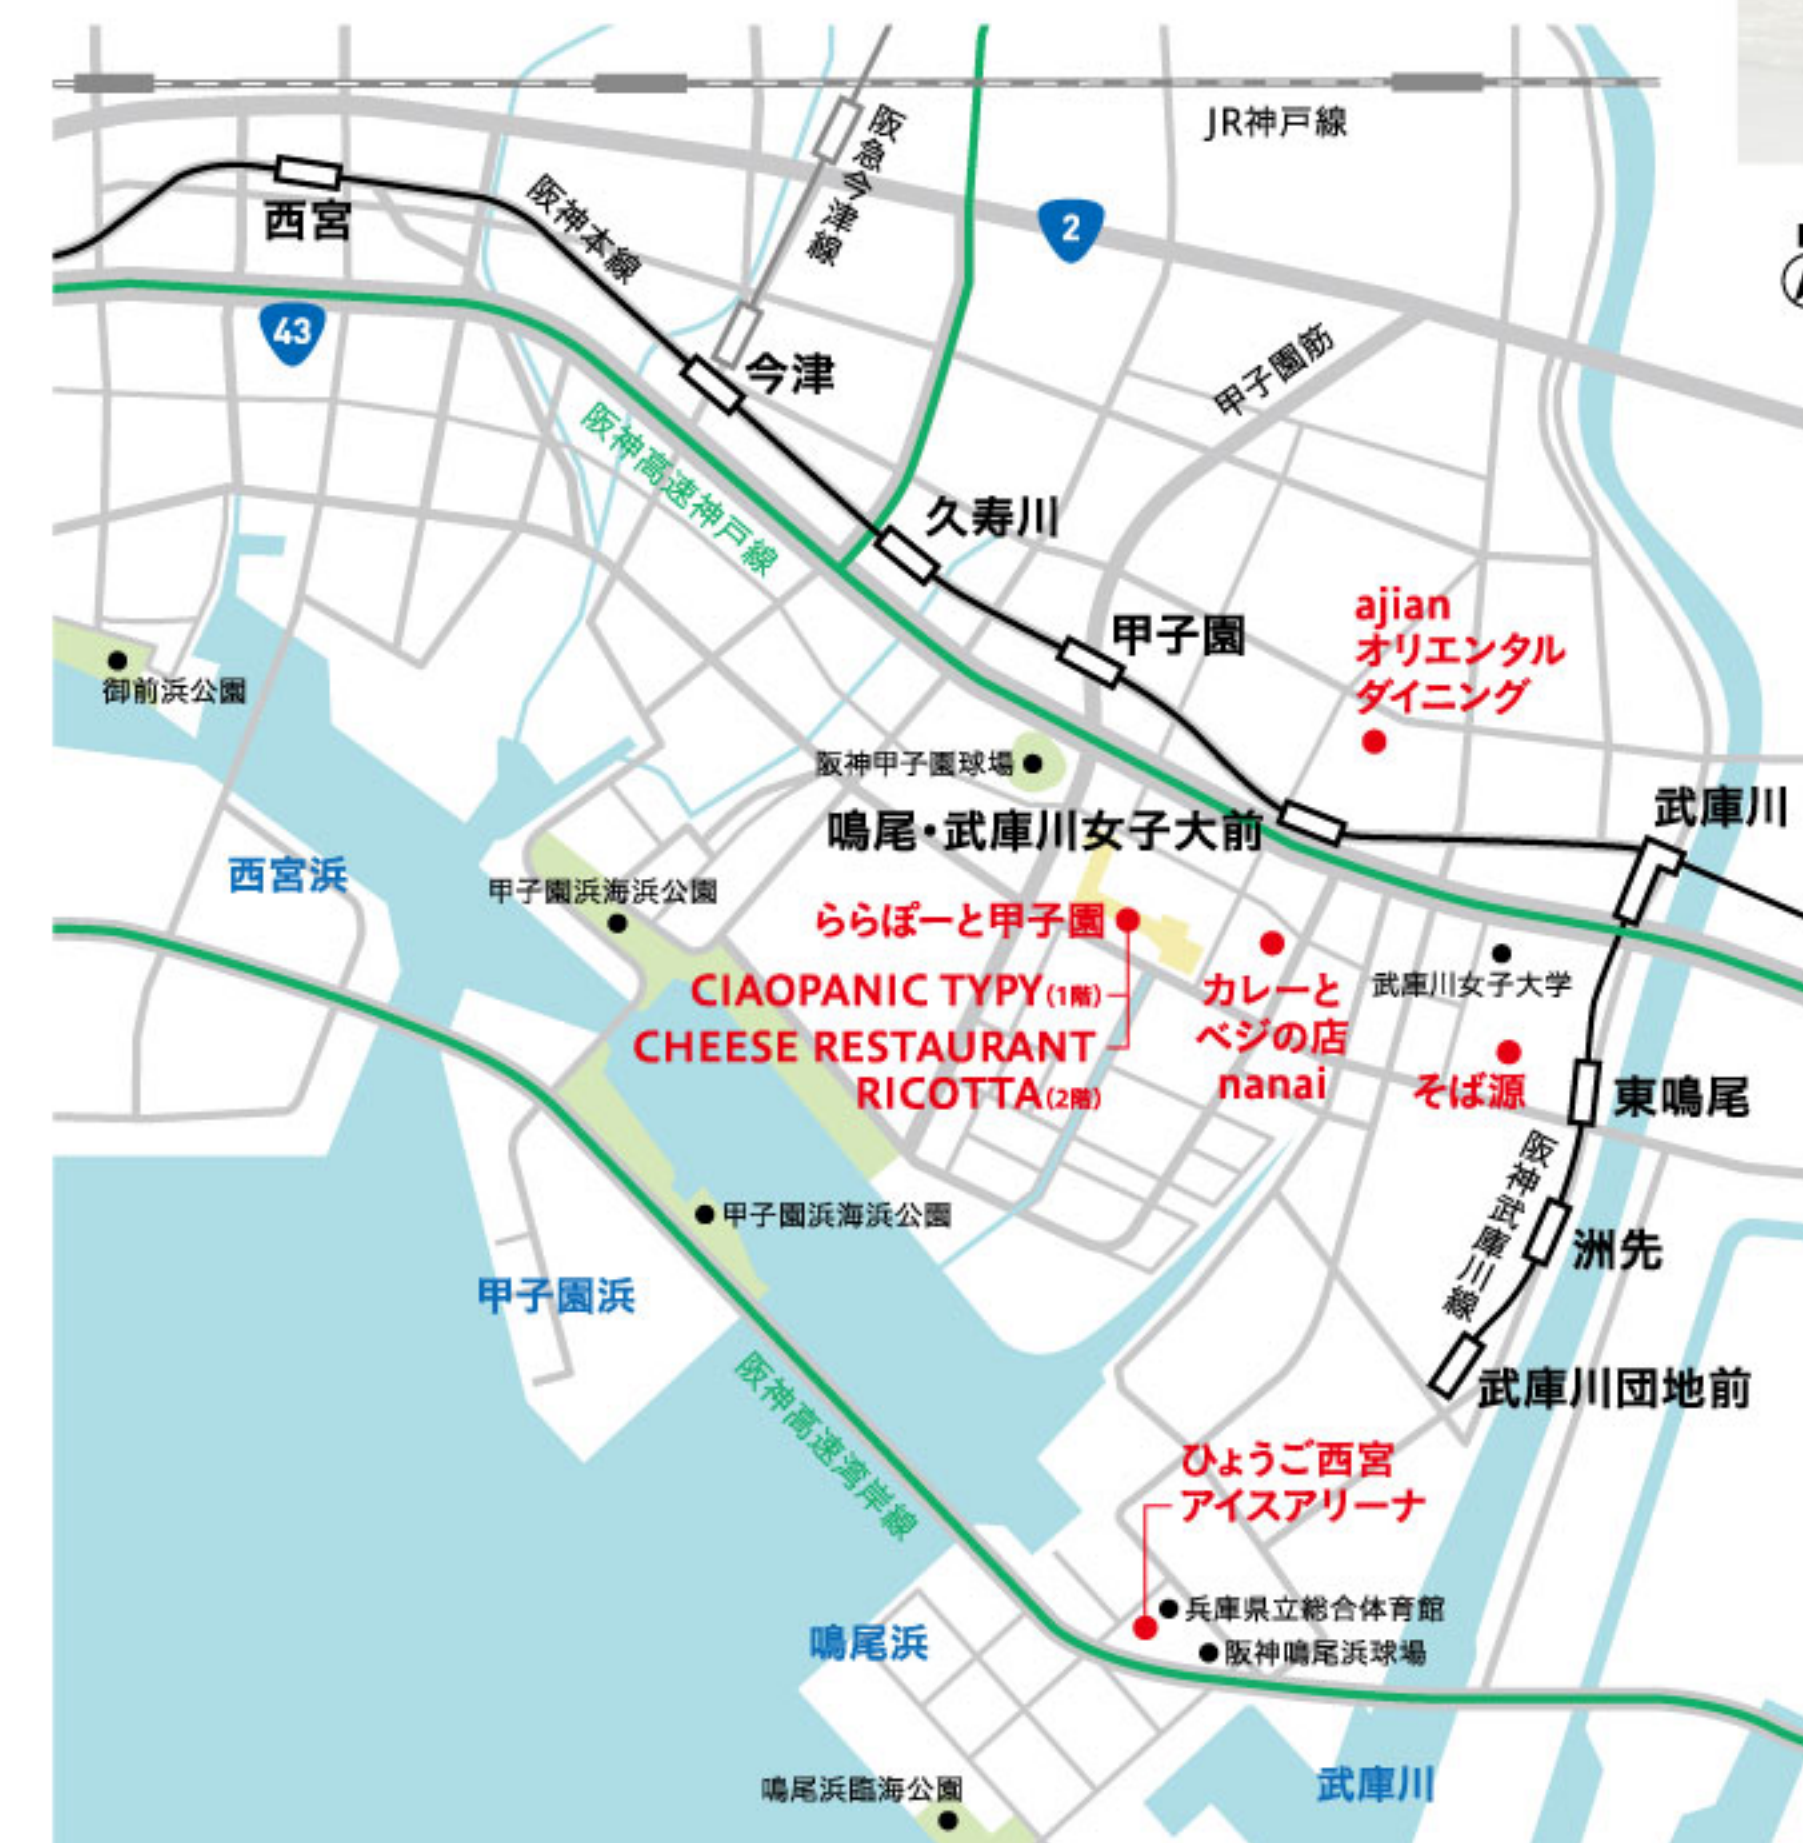 JR神戸線
阪急今津線
2
西宮
阪神本線
43
今津
甲子園筋
阪神高速神戸線
久寿川
甲子園
ajian
オリエンタル
ダイニング
御前浜公園
阪神甲子園球場
鳴尾・武庫川女子大前
武庫川
西宮浜
甲子園浜海浜公園
ららぽーと甲子園
CIAOPANIC TYPY(1階)
CHEESE RESTAURANT
RICOTTA(2階)
カレーと
ベジの店
nanai
武庫川女子大学
そば源
東鳴尾
阪神武庫川線
甲子園浜海浜公園
洲先
甲子園浜
武庫川団地前
阪神高速湾岸線
ひょうご西宮
アイスアリーナ
兵庫県立総合体育館
阪神鳴尾浜球場
鳴尾浜
武庫川
鳴尾浜臨海公園